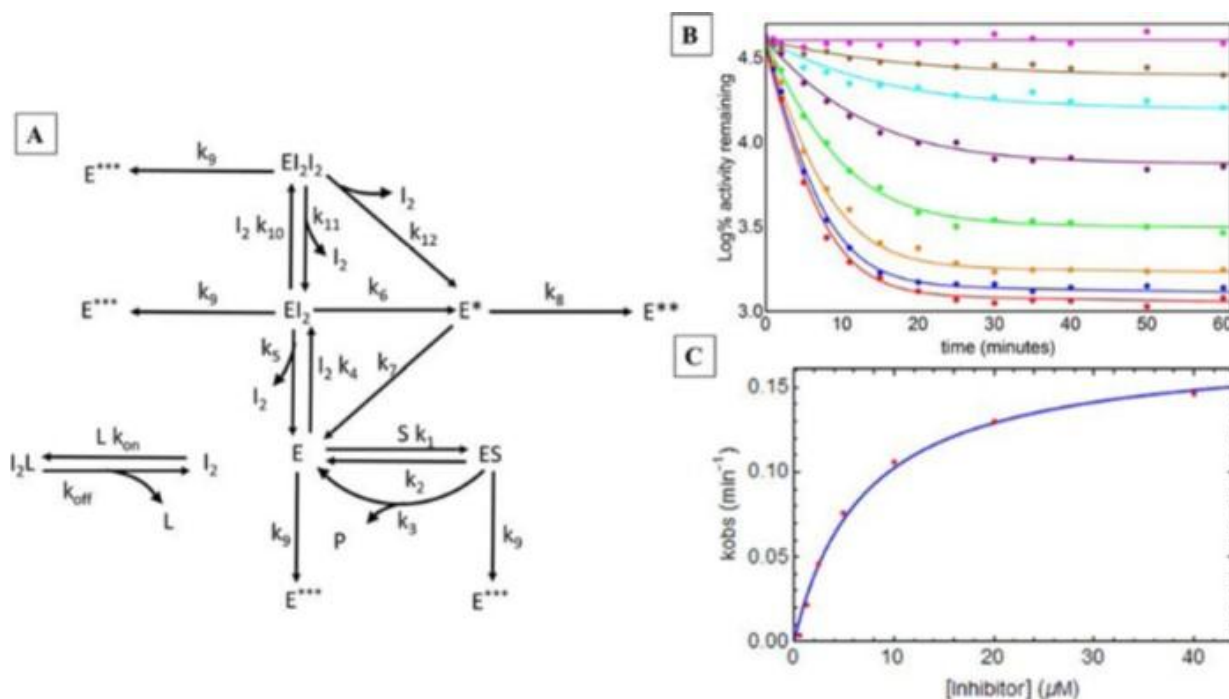 A
E*** k₉ EI₂I₂
I₂
I₂ k₁₀ k₁₁ k₁₂
I₂
E*** k₉ EI₂ k₆ E* k₈ E**
k₅ I₂ k₄ k₇
I₂
L kon E S k₁ ES
I₂L I₂ k₂
koff L P k₃
k₉ k₉
E*** E***
B
Log% activity remaining
4.5
4.0
3.5
3.0
0 10 20 30 40 50 60
time (minutes)
C
kobs (min⁻¹)
0.15
0.10
0.05
0.00
0 10 20 30 40
[Inhibitor] (µM)